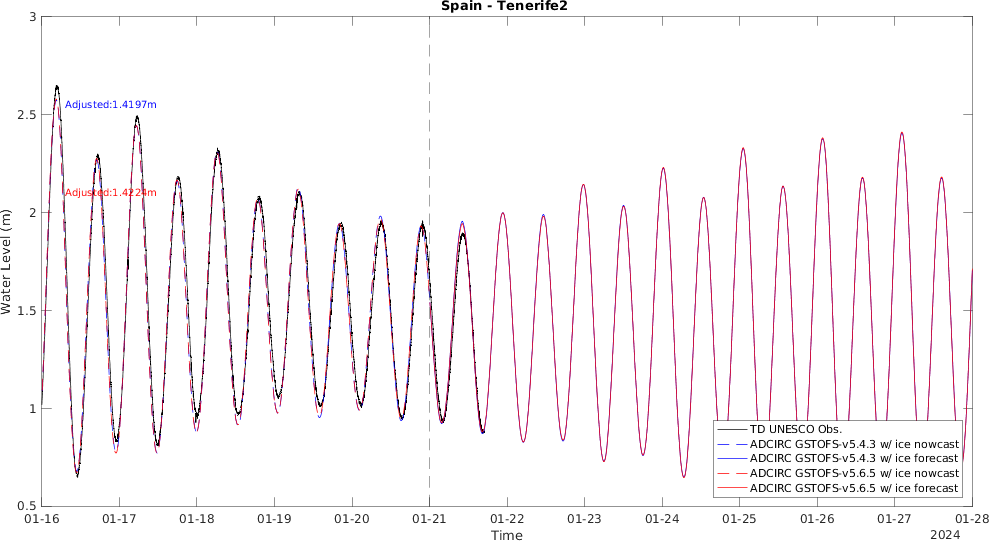 Spain - Tenerife2
3
2.5
2
1.5
1
0.5
Water Level (m)
Adjusted:1.4197m
Adjusted:1.4224m
TD UNESCO Obs.
ADCIRC GSTOFS-v5.4.3 w/ ice nowcast
ADCIRC GSTOFS-v5.4.3 w/ ice forecast
ADCIRC GSTOFS-v5.6.5 w/ ice nowcast
ADCIRC GSTOFS-v5.6.5 w/ ice forecast
01-16 01-17 01-18 01-19 01-20 01-21 01-22 01-23 01-24 01-25 01-26 01-27 01-28
Time
2024